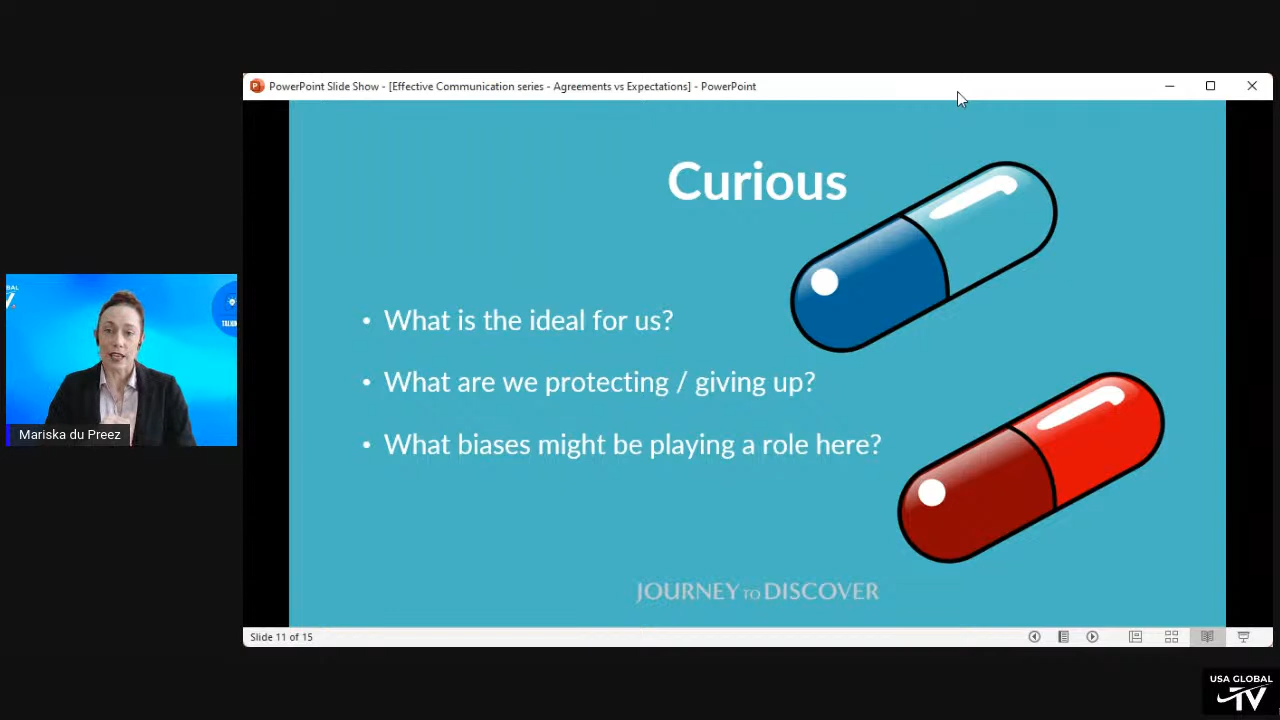 PowerPoint Slide Show - [Effective Communication series - Agreements vs Expectations] - PowerPoint
Curious
• What is the ideal for us?
• What are we protecting / giving up?
• What biases might be playing a role here?
JOURNEY TO DISCOVER
Slide 11 of 15
Mariska du Preez
USA GLOBAL
TV